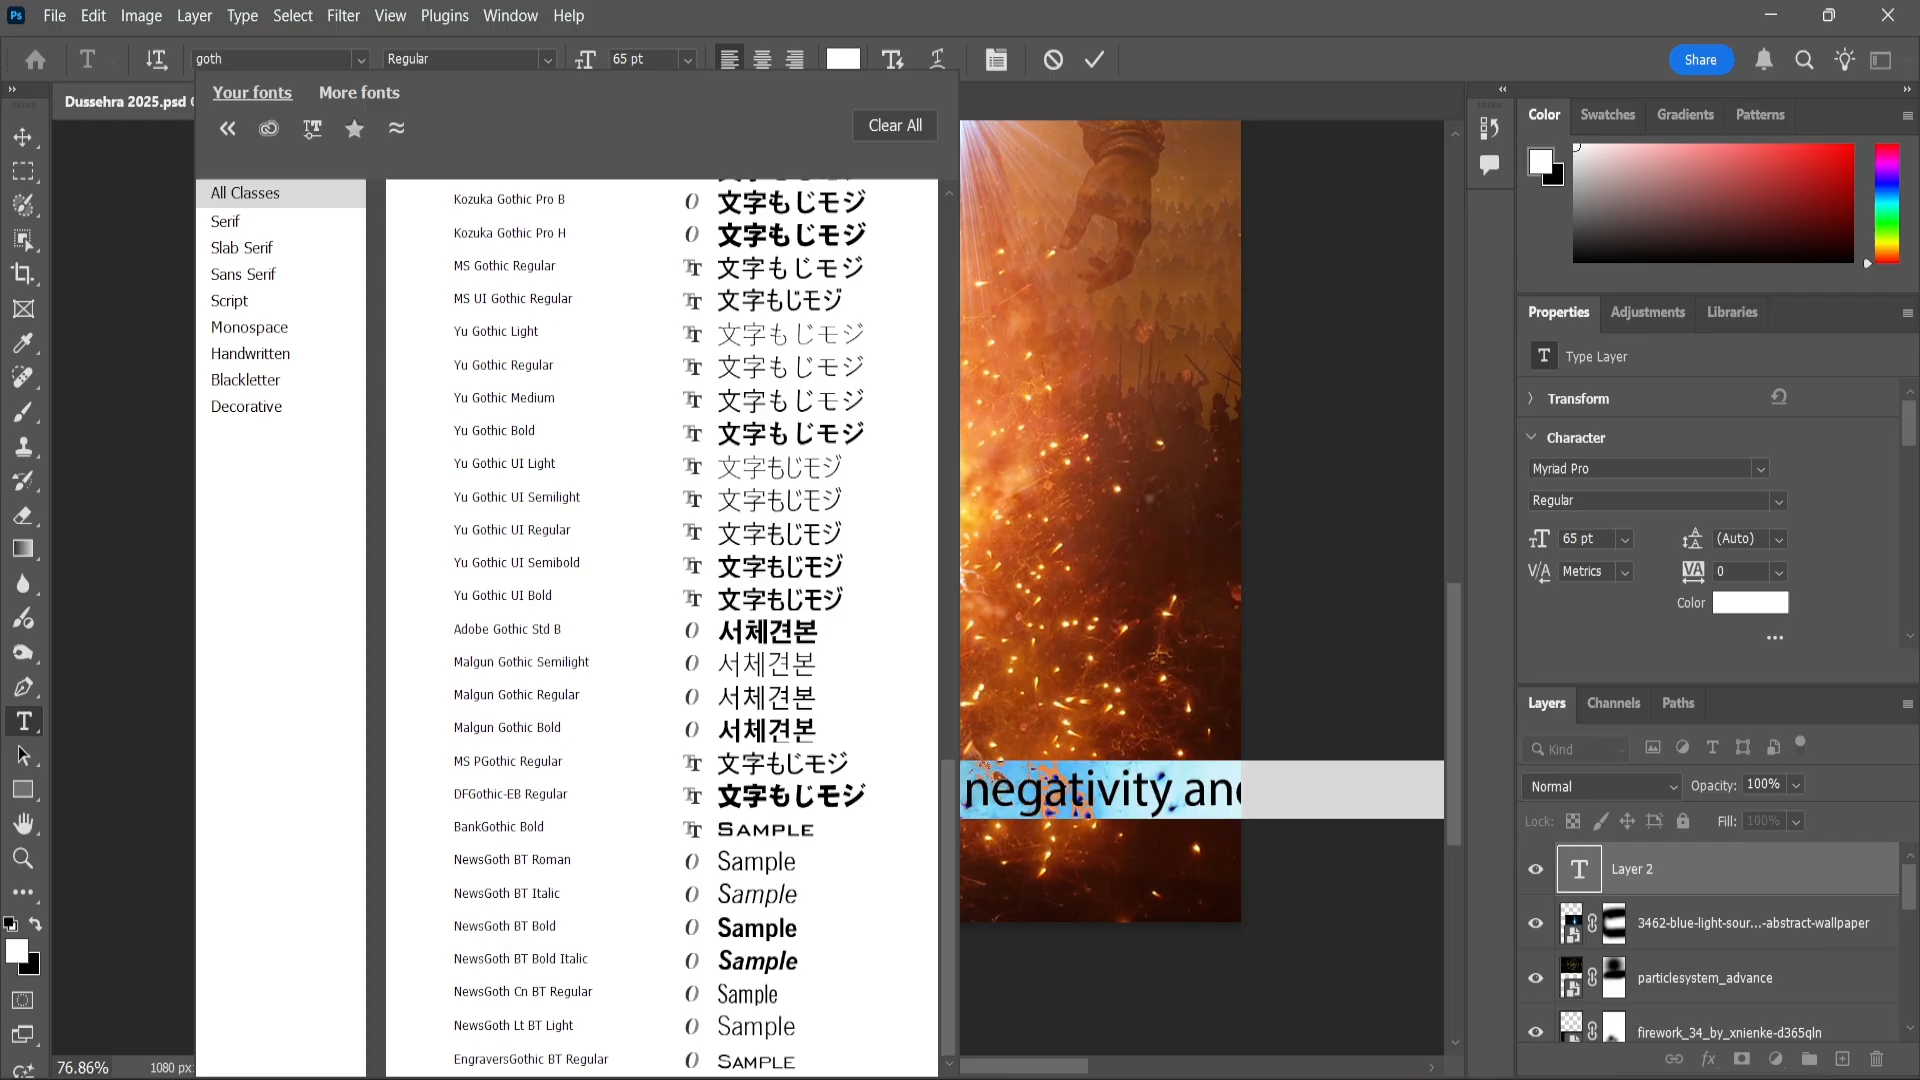 Ps File Edit Image Layer Type Select Filter View Plugins Window Help
goth Regular 65 pt Share
Your fonts More fonts
Clear All
Dussehra 2025.psd
All Classes
Serif
Slab Serif
Sans Serif
Script
Monospace
Handwritten
Blackletter
Decorative
Kozuka Gothic Pro B 文字もじモジ
Kozuka Gothic Pro H 文字もじモジ
MS Gothic Regular 文字もじモジ
MS UI Gothic Regular 文字もじモジ
Yu Gothic Light 文字もじモジ
Yu Gothic Regular 文字もじモジ
Yu Gothic Medium 文字もじモジ
Yu Gothic Bold 文字もじモジ
Yu Gothic UI Light 文字もじモジ
Yu Gothic UI Semilight 文字もじモジ
Yu Gothic UI Regular 文字もじモジ
Yu Gothic UI Semibold 文字もじモジ
Yu Gothic UI Bold 文字もじモジ
Adobe Gothic Std B 서체견본
Malgun Gothic Semilight 서체견본
Malgun Gothic Regular 서체견본
Malgun Gothic Bold 서체견본
MS PGothic Regular 文字もじモジ
DFGothic-EB Regular 文字もじモジ
BankGothic Bold SAMPLE
NewsGoth BT Roman Sample
NewsGoth BT Italic Sample
NewsGoth BT Bold Sample
NewsGoth BT Bold Italic Sample
NewsGoth Cn BT Regular Sample
NewsGoth Lt BT Light Sample
EngraversGothic BT Regular SAMPLE
negativity and
76.86% 1080 px
Color Swatches Gradients Patterns
Properties Adjustments Libraries
Type Layer
Transform
Character
Myriad Pro
Regular
65 pt (Auto)
Metrics 0
Color
Layers Channels Paths
Kind
Normal Opacity: 100%
Lock: Fill: 100%
Layer 2
3462-blue-light-sour...-abstract-wallpaper
particlesystem_advance
firework_34_by_xnienke-d365qln